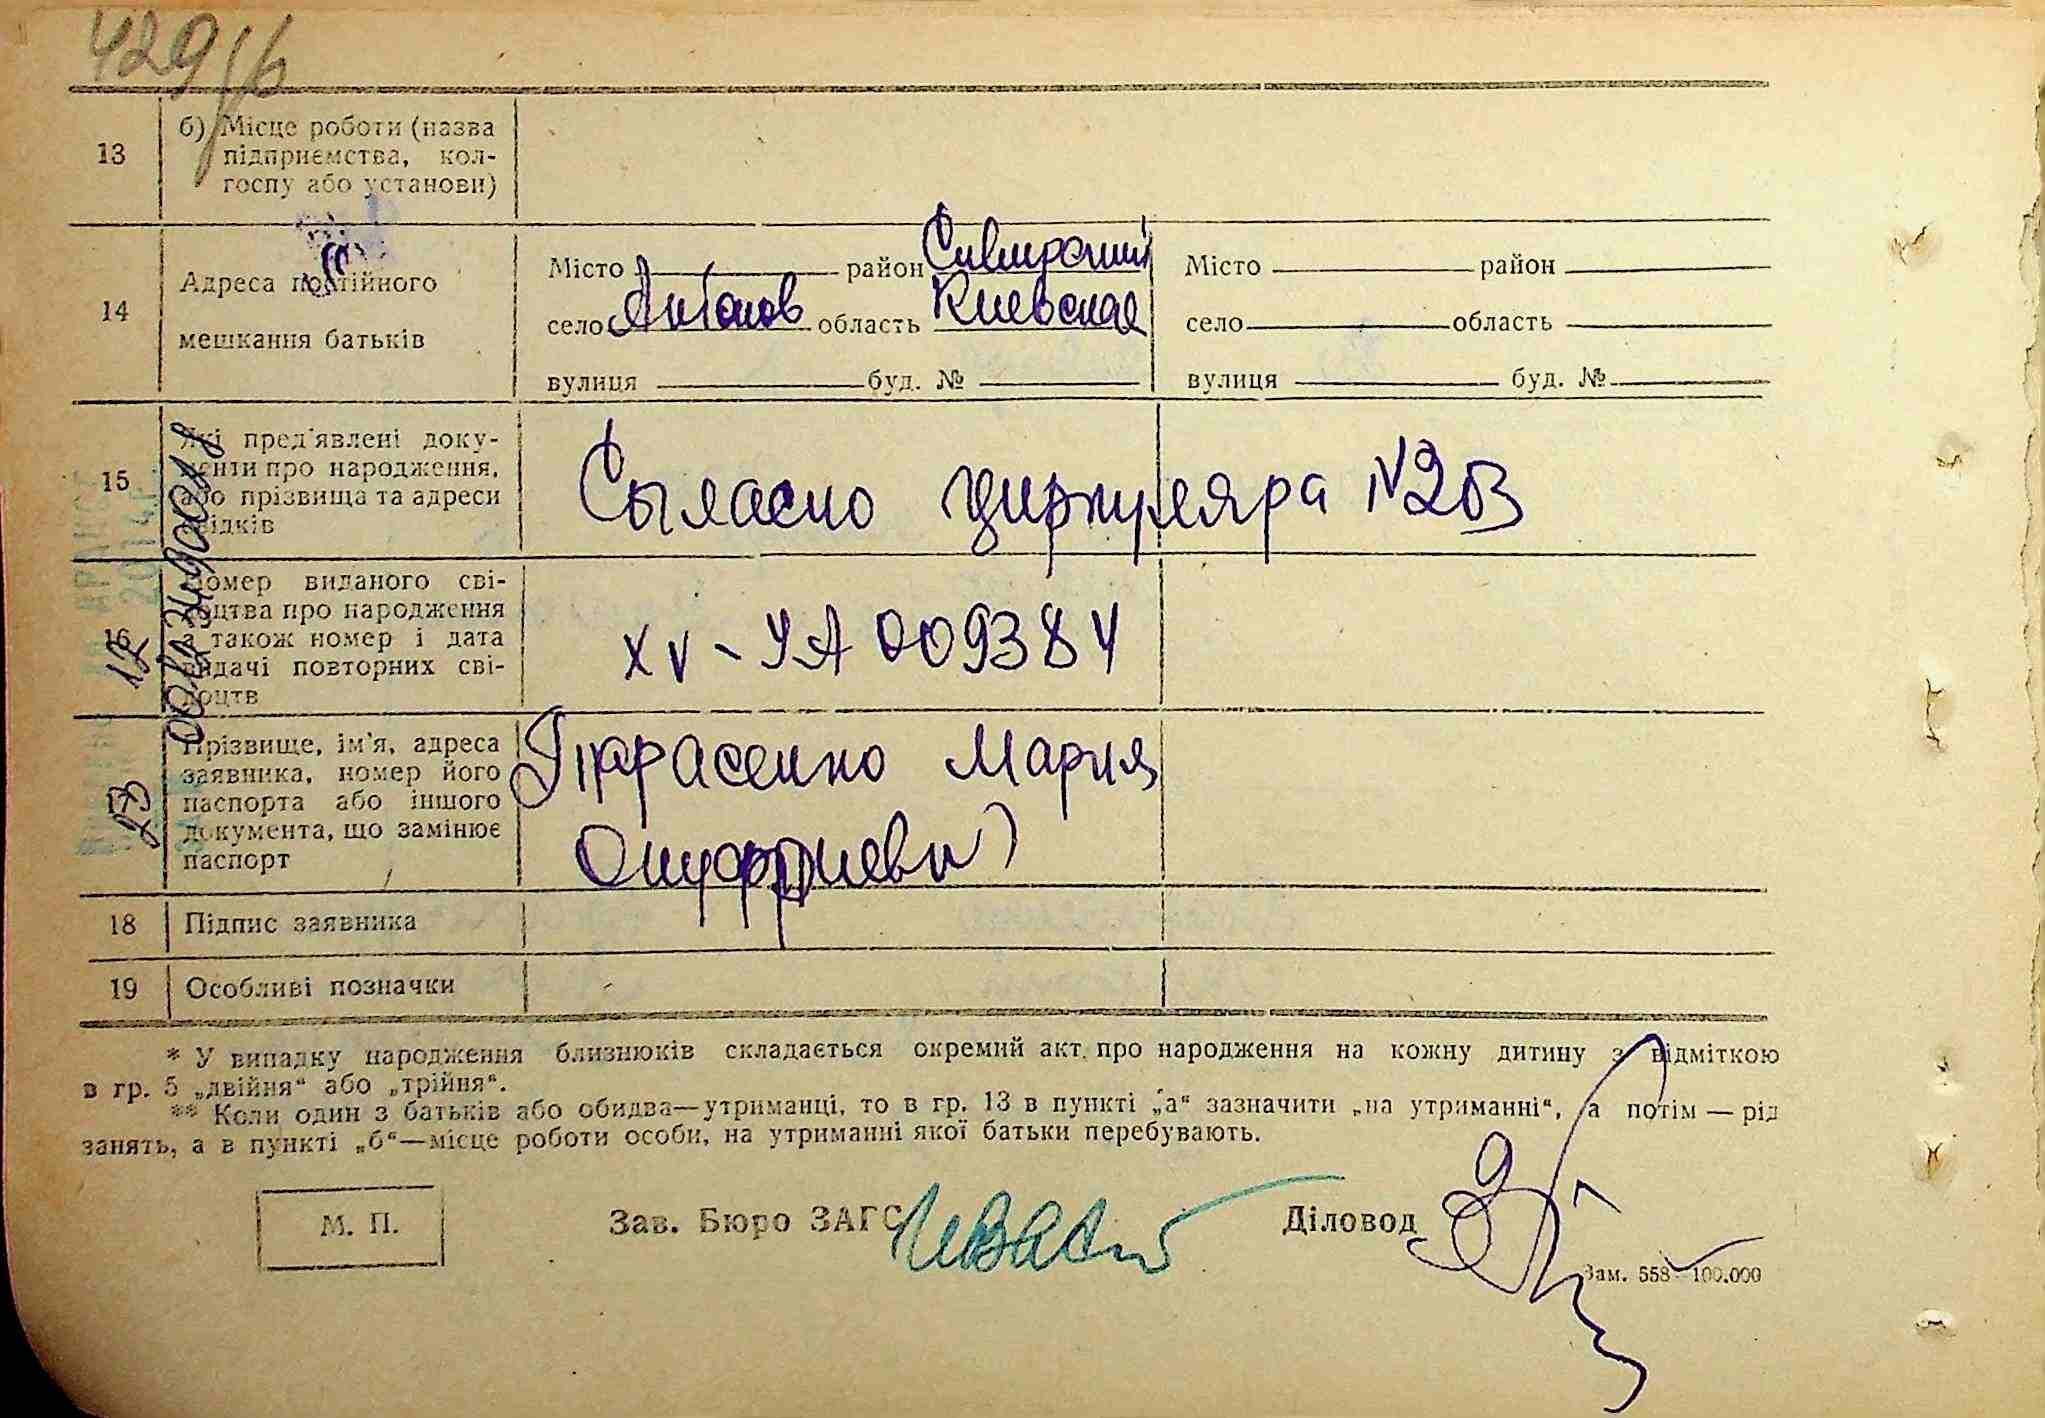 13
б) Місце роботи (назва
підприємства, кол-
госпу або установи)
14
Адреса постійного
мешкання батьків
Місто район Сквирский
село Антонов область Киевская
вулиця буд. №
Місто район
село область
вулиця буд. №
15
Які пред'явлені доку-
менти про народження,
або прізвища та адреси
свідків
Сыгласно циркуляра №203
16
Номер виданого сві-
доцтва про народження
а також номер і дата
видачі повторних сві-
доцтв
XV-УА 009384
17
Прізвище, ім'я, адреса
заявника, номер його
паспорта або іншого
документа, що замінює
паспорт
Тарасенко Мария
18
Підпис заявника
19
Особливі позначки
* У випадку народження близнюків складається окремий акт про народження на кожну дитину з відміткою
в гр. 5 „двійня“ або „трійня“.
** Коли один з батьків або обидва—утриманці, то в гр. 13 в пункті „а“ зазначити „на утриманні“, а потім — рід
занять, а в пункті „б“—місце роботи особи, на утриманні якої батьки перебувають.
М. П.
Зав. Бюро ЗАГС
Діловод
Зам. 558—100.000